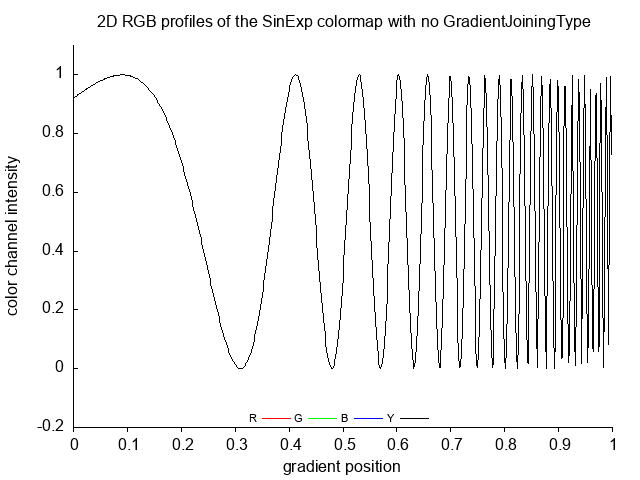 2D RGB profiles of the SinExp colormap with no GradientJoiningType
1
0.8
0.6
0.4
0.2
0
-0.2
color channel intensity
R G B Y
0 0.1 0.2 0.3 0.4 0.5 0.6 0.7 0.8 0.9 1
gradient position